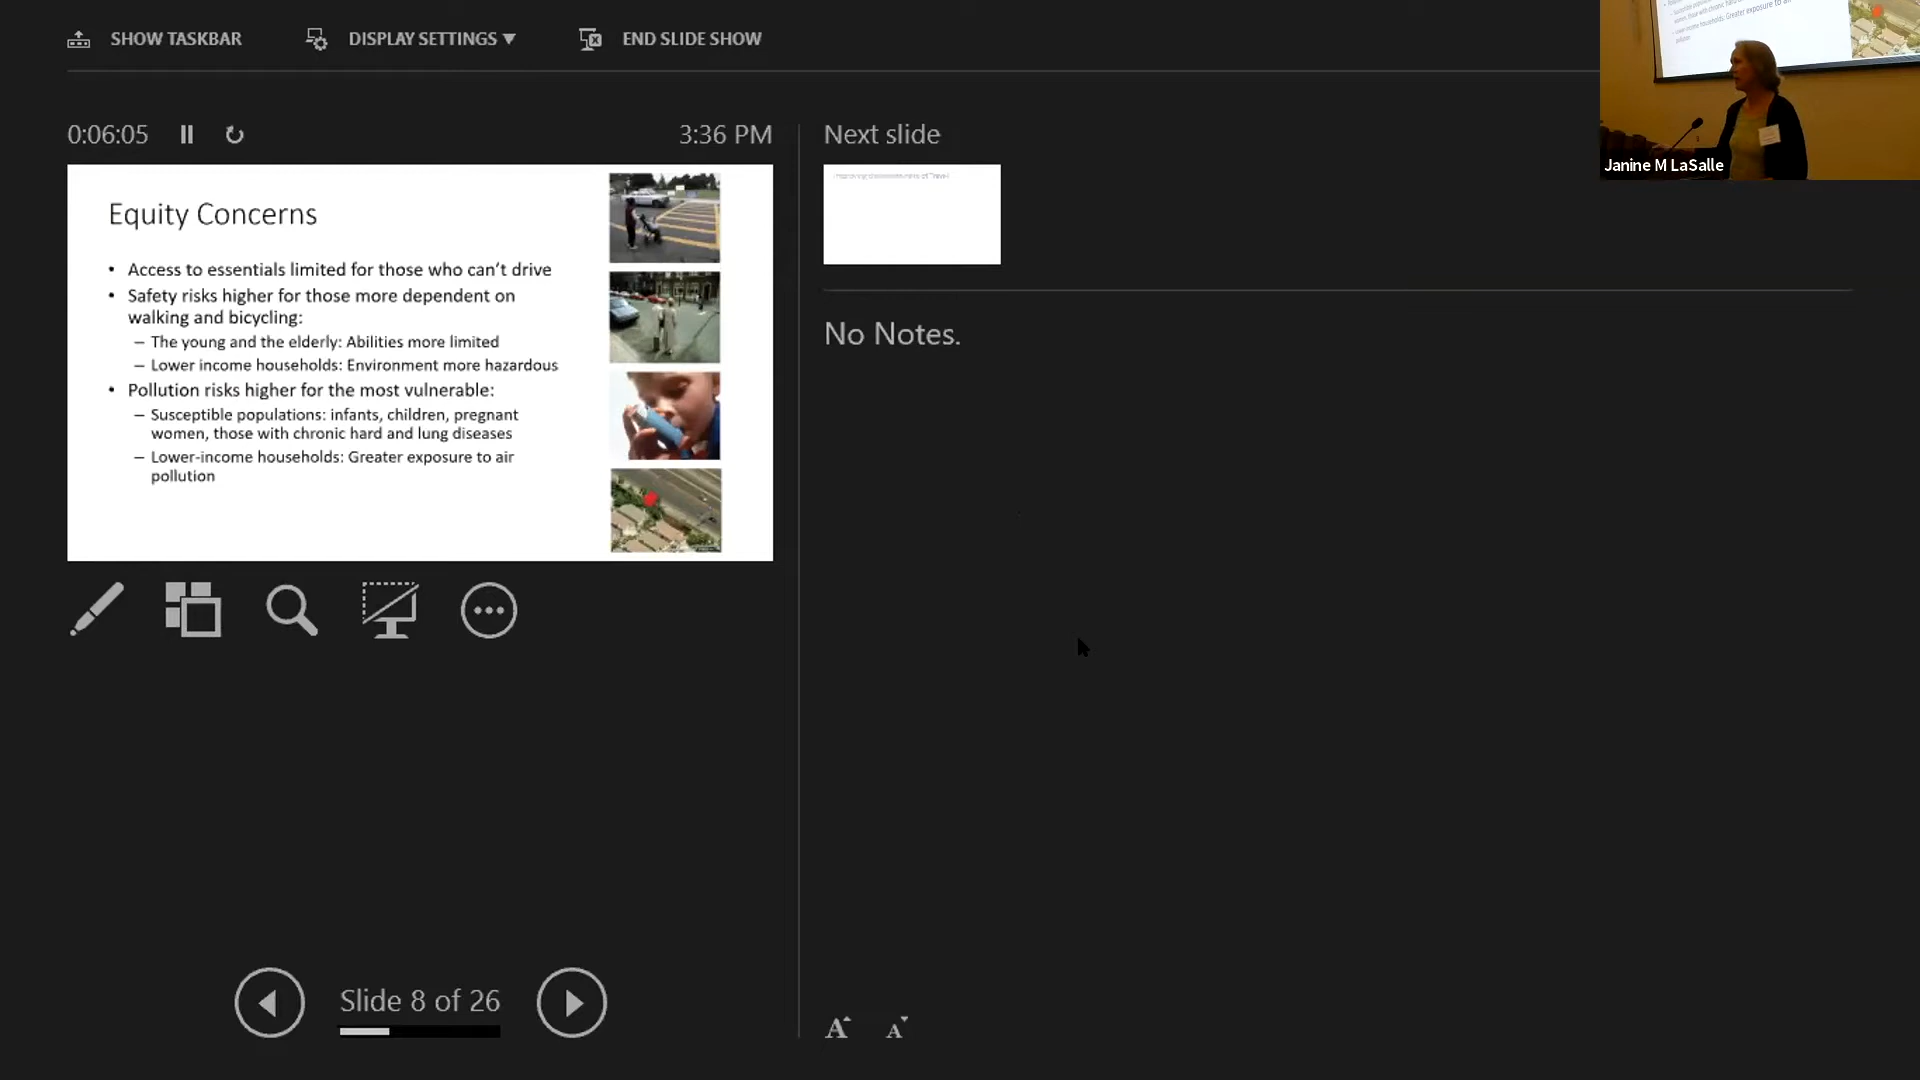 SHOW TASKBAR
DISPLAY SETTINGS ▼
END SLIDE SHOW
0:06:05
3:36 PM
Equity Concerns
• Access to essentials limited for those who can't drive
• Safety risks higher for those more dependent on
walking and bicycling:
– The young and the elderly: Abilities more limited
– Lower income households: Environment more hazardous
• Pollution risks higher for the most vulnerable:
– Susceptible populations: infants, children, pregnant
women, those with chronic hard and lung diseases
– Lower-income households: Greater exposure to air
pollution
Slide 8 of 26
Next slide
No Notes.
A A
Janine M LaSalle